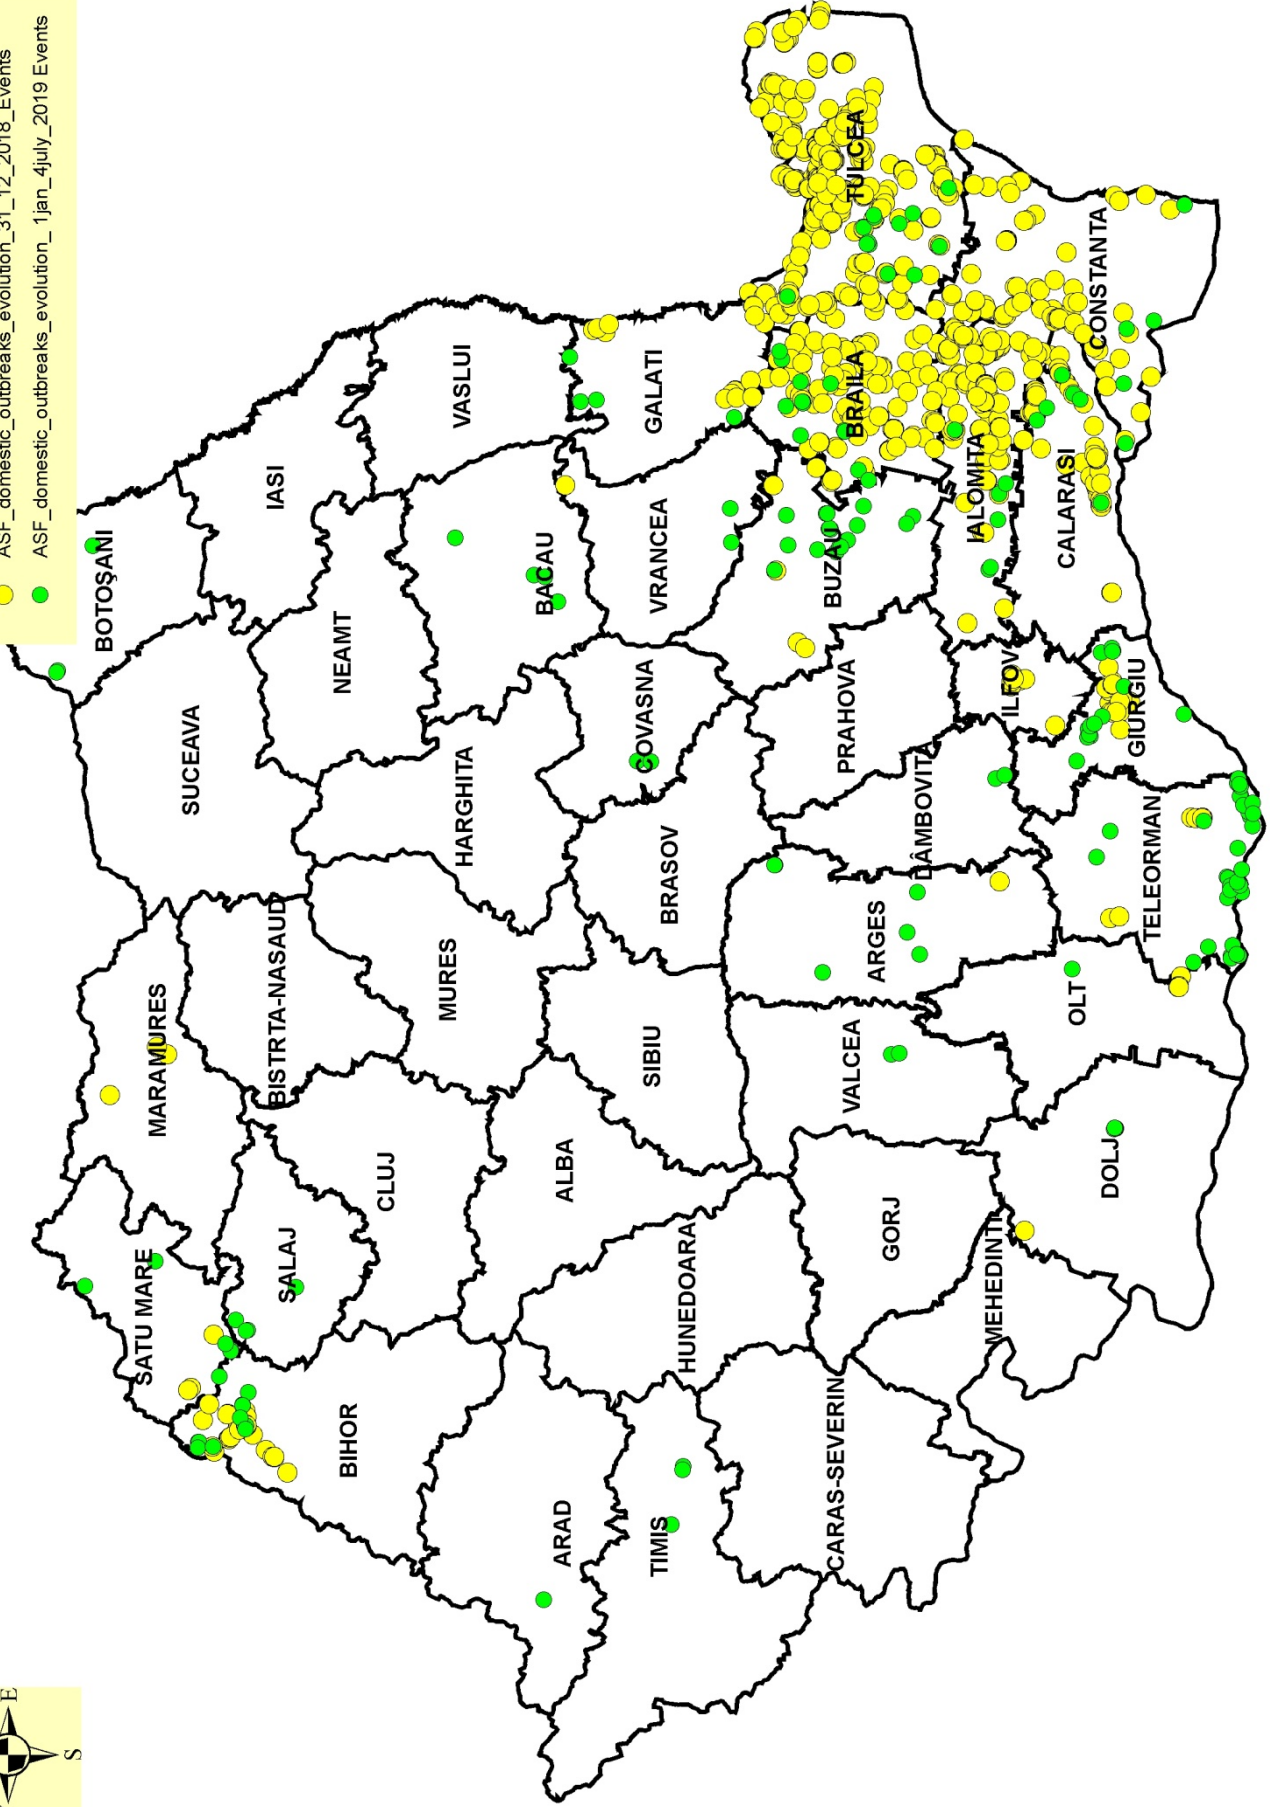 ASF_domestic_outbreaks_evolution_31_12_2018_Events
ASF_domestic_outbreaks_evolution_ 1jan_4july_2019 Events
E
S
BOTOŞANI
SUCEAVA
IASI
NEAMT
MARAMURES
SATU MARE
BISTRTA-NASAUD
SALAJ
CLUJ
BIHOR
MURES
HARGHITA
BACAU
VASLUI
ALBA
ARAD
SIBIU
BRASOV
COVASNA
VRANCEA
GALATI
TIMIS
HUNEDOARA
CARAS-SEVERIN
GORJ
VALCEA
ARGES
DÂMBOVITA
PRAHOVA
BUZAU
BRAILA
TULCEA
MEHEDINTI
DOLJ
OLT
TELEORMAN
GIURGIU
ILFOV
IALOMITA
CALARASI
CONSTANTA